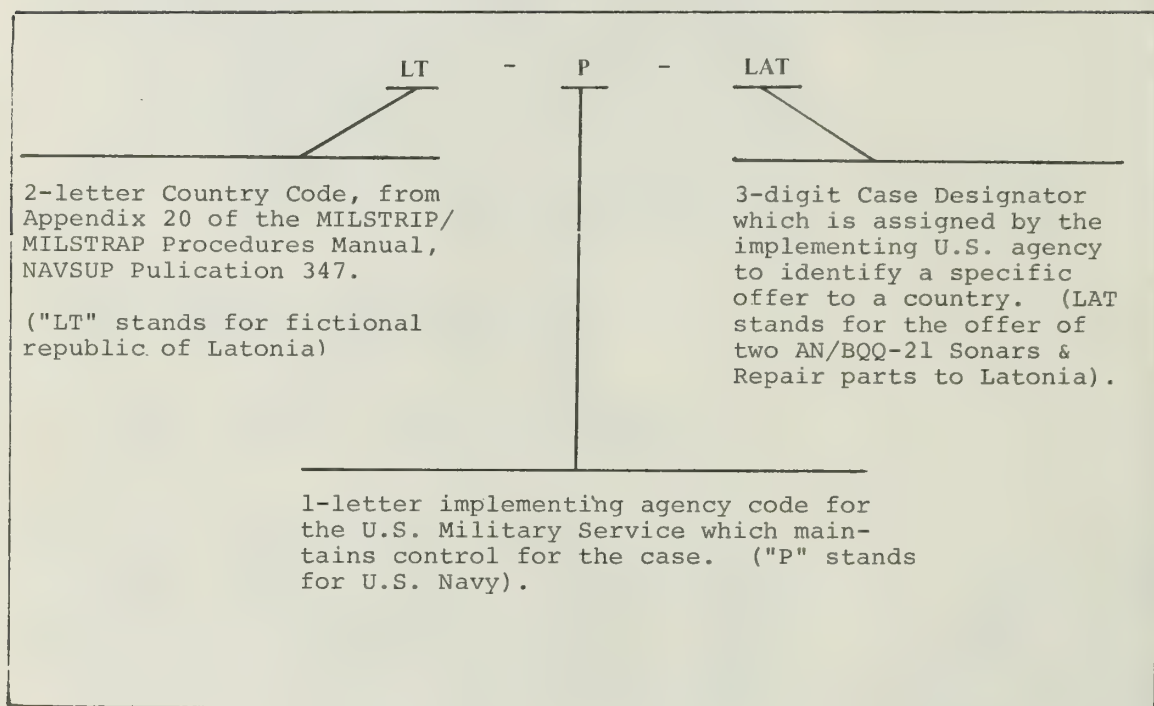 LT - P - LAT
2-letter Country Code, from
Appendix 20 of the MILSTRIP/
MILSTRAP Procedures Manual,
NAVSUP Pulication 347.
("LT" stands for fictional
republic of Latonia)
3-digit Case Designator
which is assigned by the
implementing U.S. agency
to identify a specific
offer to a country. (LAT
stands for the offer of
two AN/BQQ-21 Sonars &
Repair parts to Latonia).
1-letter implementing agency code for
the U.S. Military Service which main-
tains control for the case. ("P" stands
for U.S. Navy).